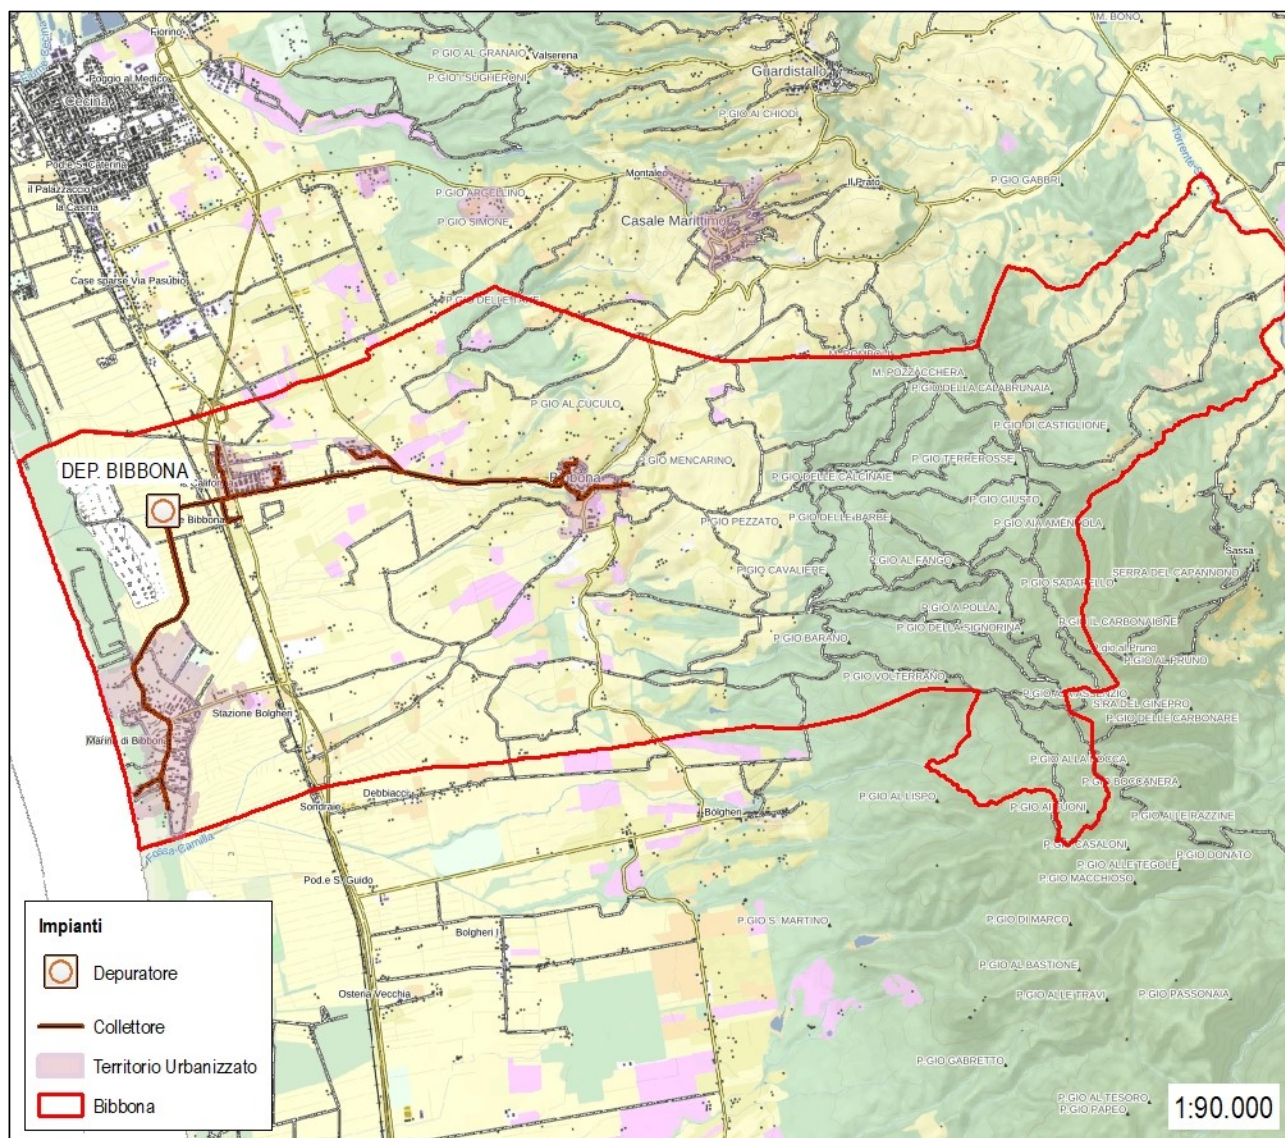 M. BONO
Fiorino
P.GIO AL GRANAIO
Valserena
Poggio al Medico
P.GIO I SUGHERONI
Guardistallo
Cecina
P.GIO AI CHIODI
Pod.e S. Caterina
il Palazzaccio
Montaleo
Il Prato
P.GIO GABBRI
la Casina
P.GIO ARGELLINO
P.GIO SIMONE
Casale Marittimo
Case sparse Via Pasubio
P.GIO DELLE TANE
M. POZZACCHERA
P.GIO DELLA CALABRUNAIA
P.GIO AL CUCULO
P.GIO DI CASTIGLIONE
DEP. BIBBONA
P.GIO MENCARINO
P.GIO TERREROSSE
P.GIO DELLE CALCINAIE
P.GIO GIUSTO
P.GIO PEZZATO
P.GIO DELLE BARBE
P.GIO AIA AMENDOLA
Sassa
P.GIO CAVALIERE
P.GIO AL FANGO
P.GIO SADARELLO
SERRA DEL CAPANNONO
P.GIO A POLLAI
P.GIO DELLA SIGNORINA
P.GIO IL CARBONAIONE
P.GIO BARANO
P.gio al Pruno
P.GIO AL PRUNO
P.GIO VOLTERRANO
S.RA DEL GINEPRO
P.GIO DELLE CARBONARE
Stazione Bolgheri
Marina di Bibbona
P.GIO ALLA ROCCA
P.GIO BOCCANERA
Debbiacci
P.GIO AL LISPO
Sondraie
Bolgheri
P.GIO ALLE RAZZINE
Fossa Camilla
P.GIO CASALONI
P.GIO DONATO
P.GIO ALLE TEGOLE
Pod.e S. Guido
P.GIO MACCHIOSO
P.GIO S. MARTINO
P.GIO DI MARCO
Bolgheri I
P.GIO AL BASTIONE
Osteria Vecchia
P.GIO ALLE TRAVI
P.GIO PASSONAIA
P.GIO GABRETTO
P.GIO AL TESORO
P.GIO PAPEO
Impianti
Depuratore
Collettore
Territorio Urbanizzato
Bibbona
1:90.000